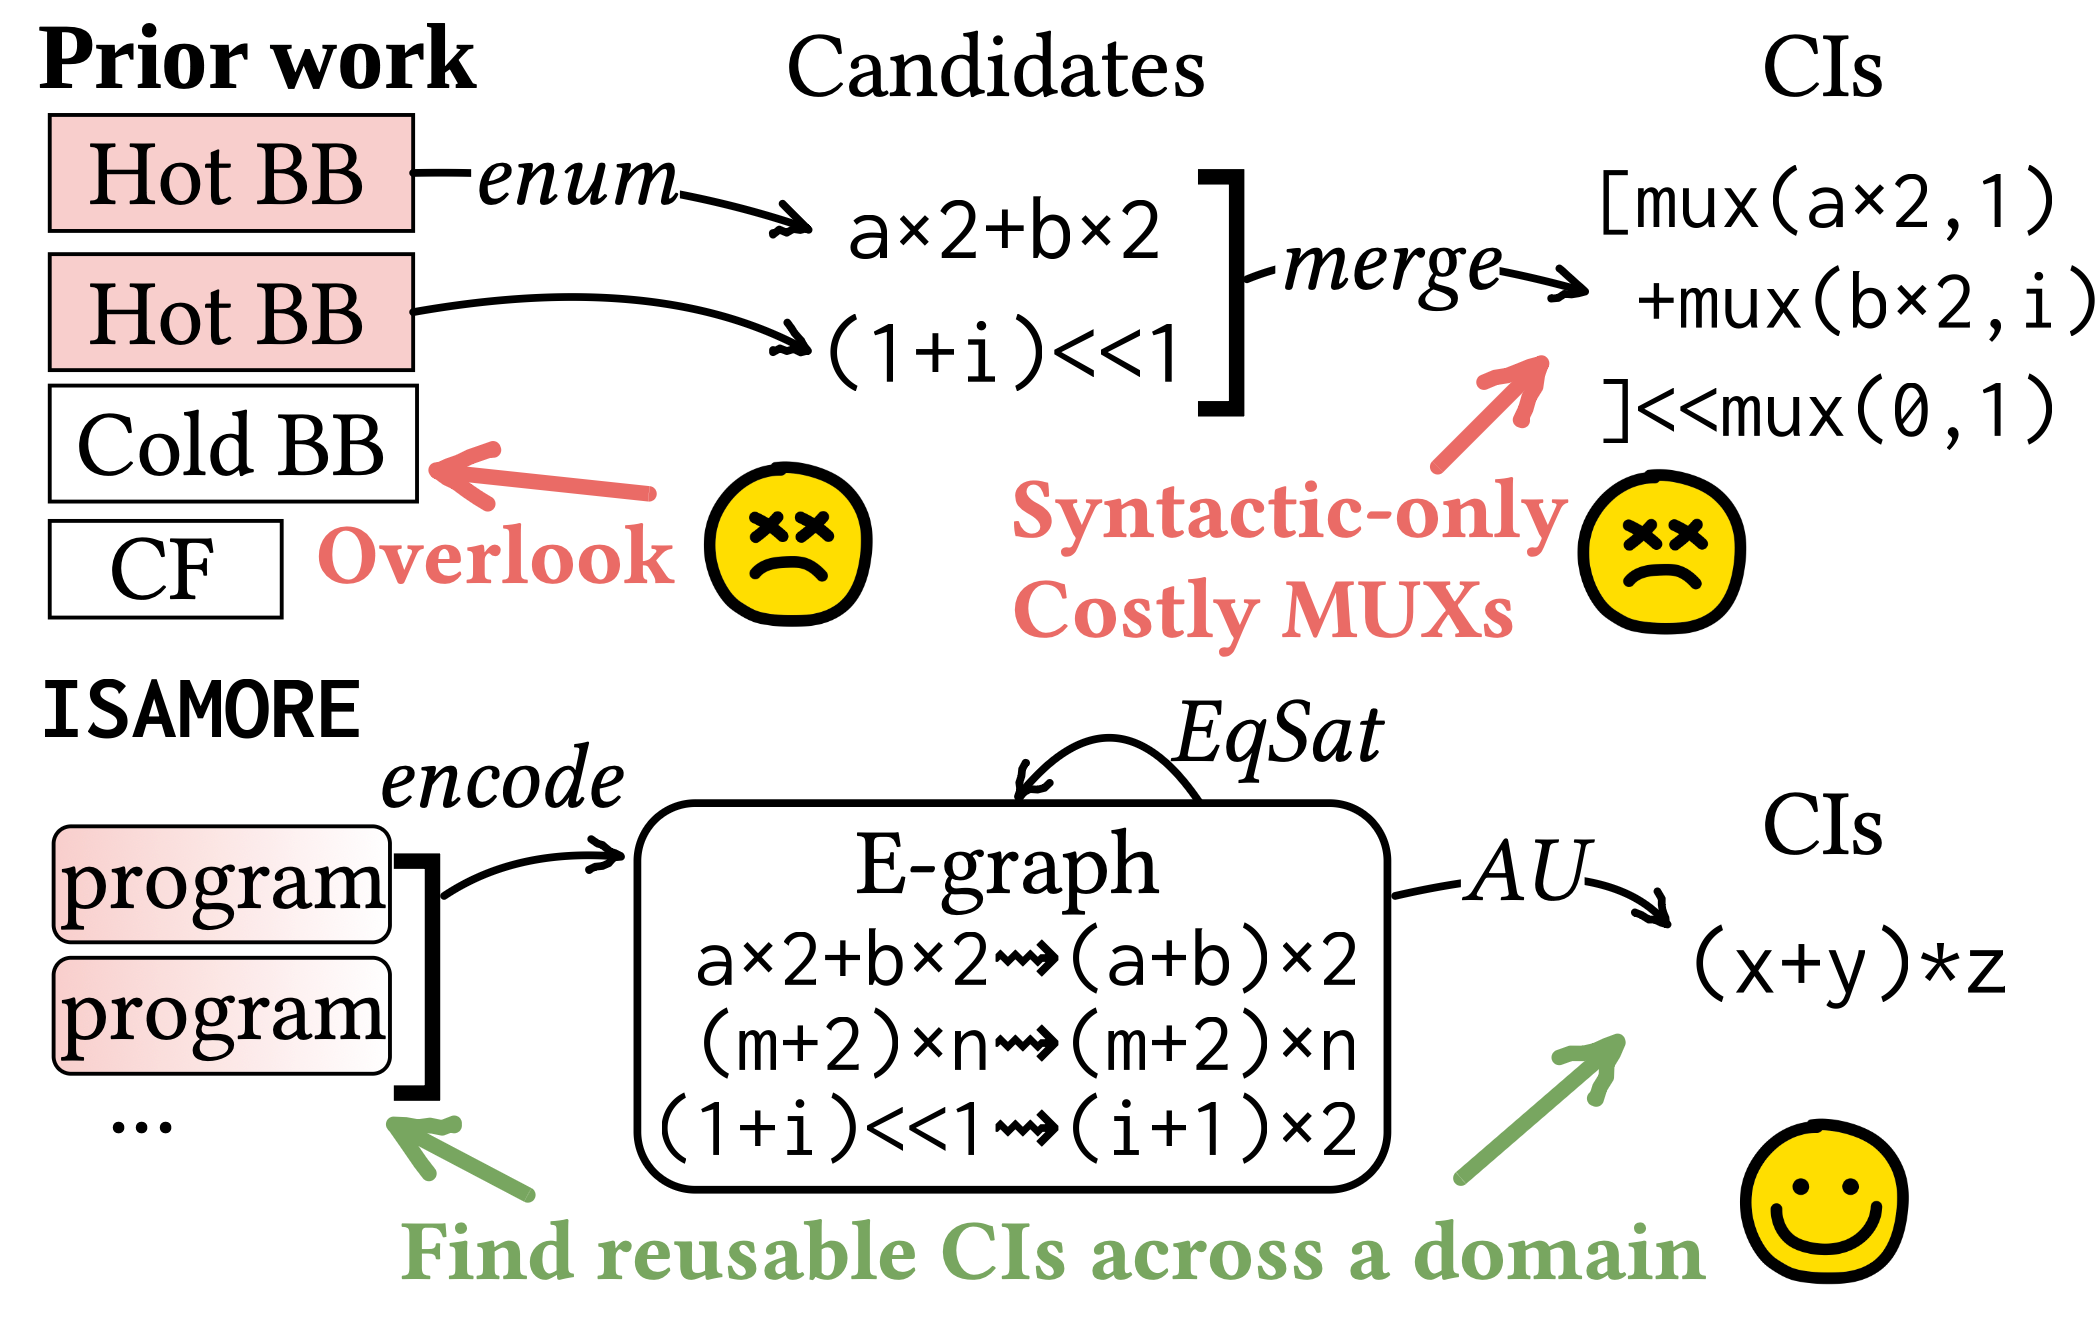 Prior work
Candidates
CIs
Hot BB
enum
a×2+b×2
Hot BB
(1+i)<<1
merge
[mux(a×2,1)
+mux(b×2,i)
]<<mux(0,1)
Cold BB
CF
Overlook
Syntactic-only
Costly MUXs
ISAMORE
encode
EqSat
program
program
...
E-graph
a×2+b×2⇝(a+b)×2
(m+2)×n⇝(m+2)×n
(1+i)<<1⇝(i+1)×2
AU
CIs
(x+y)*z
Find reusable CIs across a domain